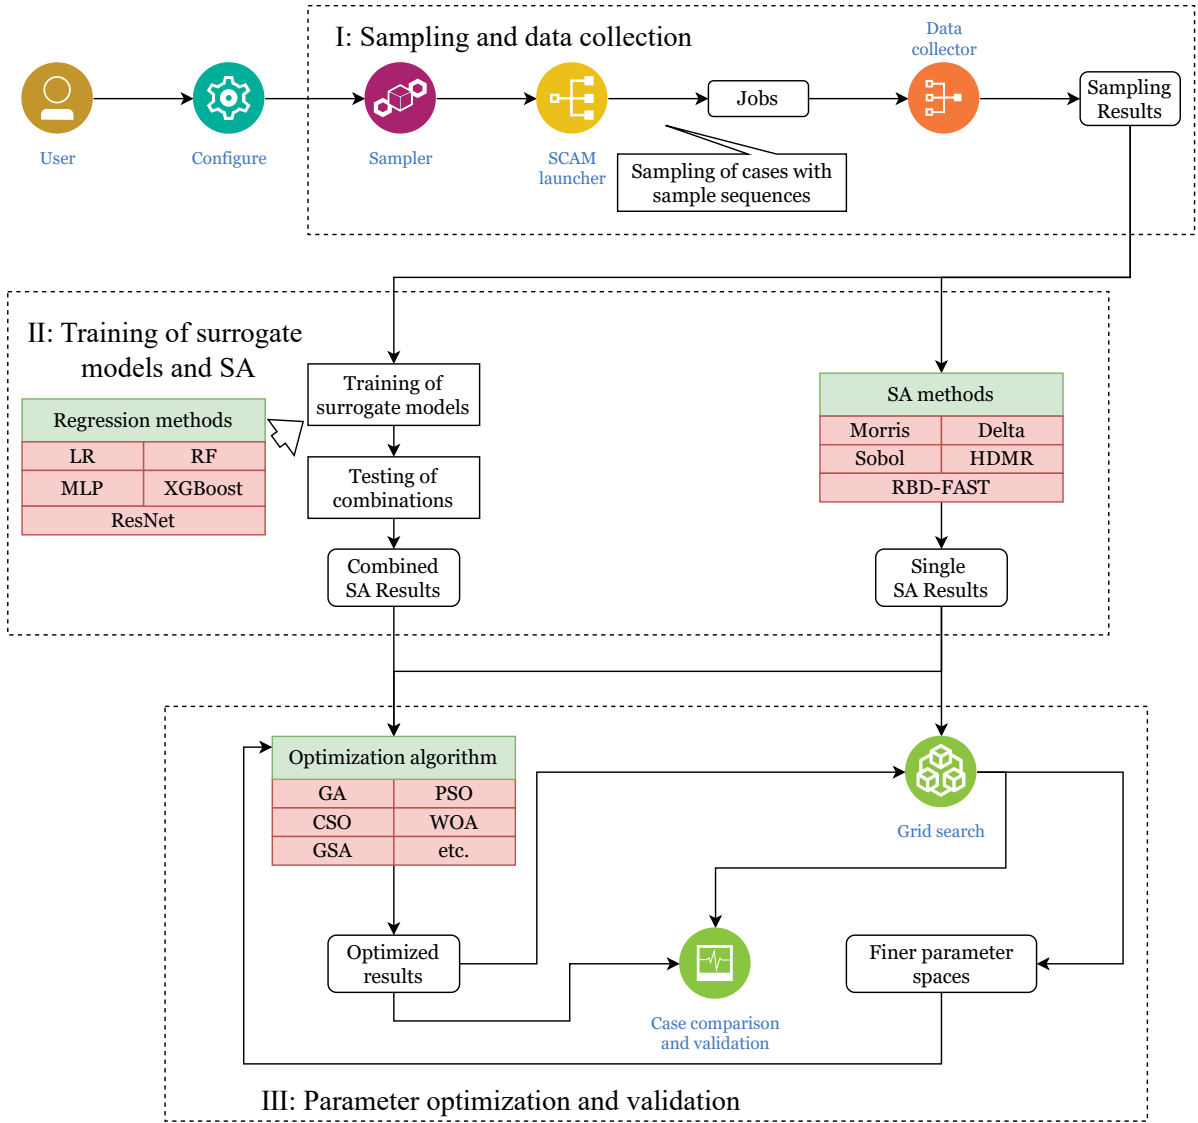 I: Sampling and data collection
Data
collector
Jobs
Sampling
Results
User
Configure
Sampler
SCAM
launcher
Sampling of cases with
sample sequences
II: Training of surrogate
models and SA
Training of
surrogate models
SA methods
Regression methods
Morris
Delta
LR
RF
Sobol
HDMR
MLP
XGBoost
Testing of
combinations
RBD-FAST
ResNet
Combined
SA Results
Single
SA Results
Optimization algorithm
GA
PSO
CSO
WOA
GSA
etc.
Grid search
Optimized
results
Finer parameter
spaces
Case comparison
and validation
III: Parameter optimization and validation